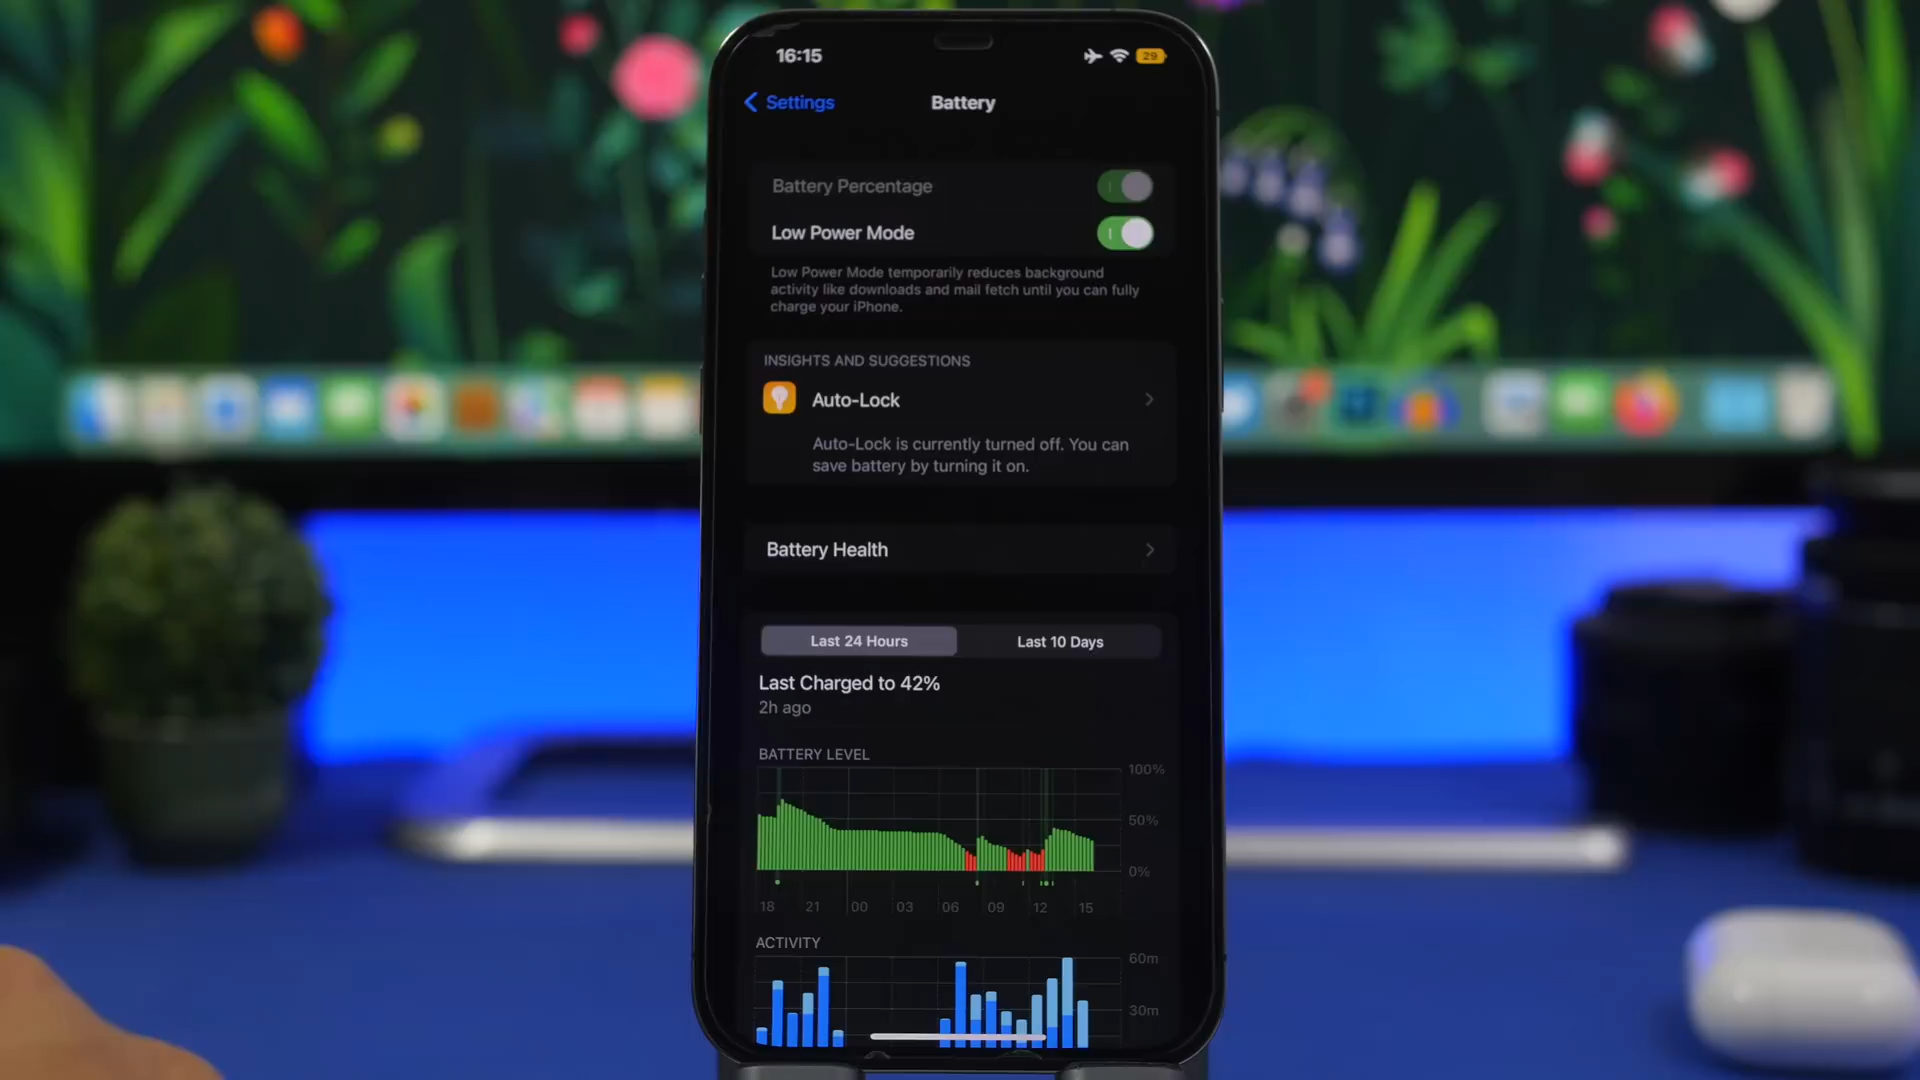 16:15
29
Settings
Battery
Battery Percentage
Low Power Mode
Low Power Mode temporarily reduces background
activity like downloads and mail fetch until you can fully
charge your iPhone.
INSIGHTS AND SUGGESTIONS
Auto-Lock
Auto-Lock is currently turned off. You can
save battery by turning it on.
Battery Health
Last 24 Hours
Last 10 Days
Last Charged to 42%
2h ago
BATTERY LEVEL
100%
50%
0%
18 21 00 03 06 09 12 15
ACTIVITY
60m
30m